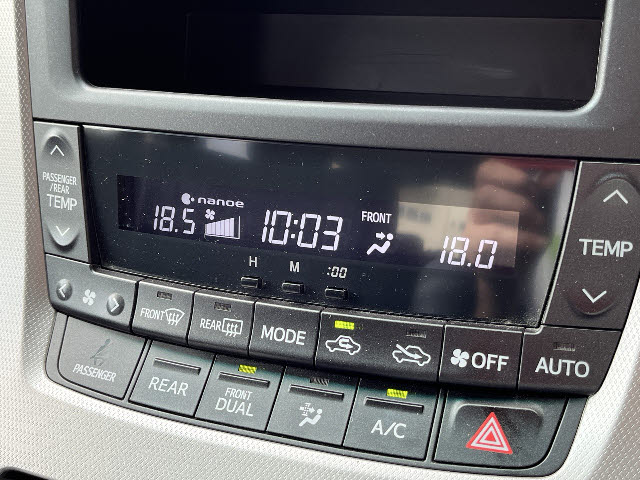 PASSENGER
/REAR
TEMP
nanoe
18.5
10:03
FRONT
18.0
TEMP
H M :00
FRONT
REAR
MODE
OFF
AUTO
PASSENGER
REAR
FRONT
DUAL
A/C